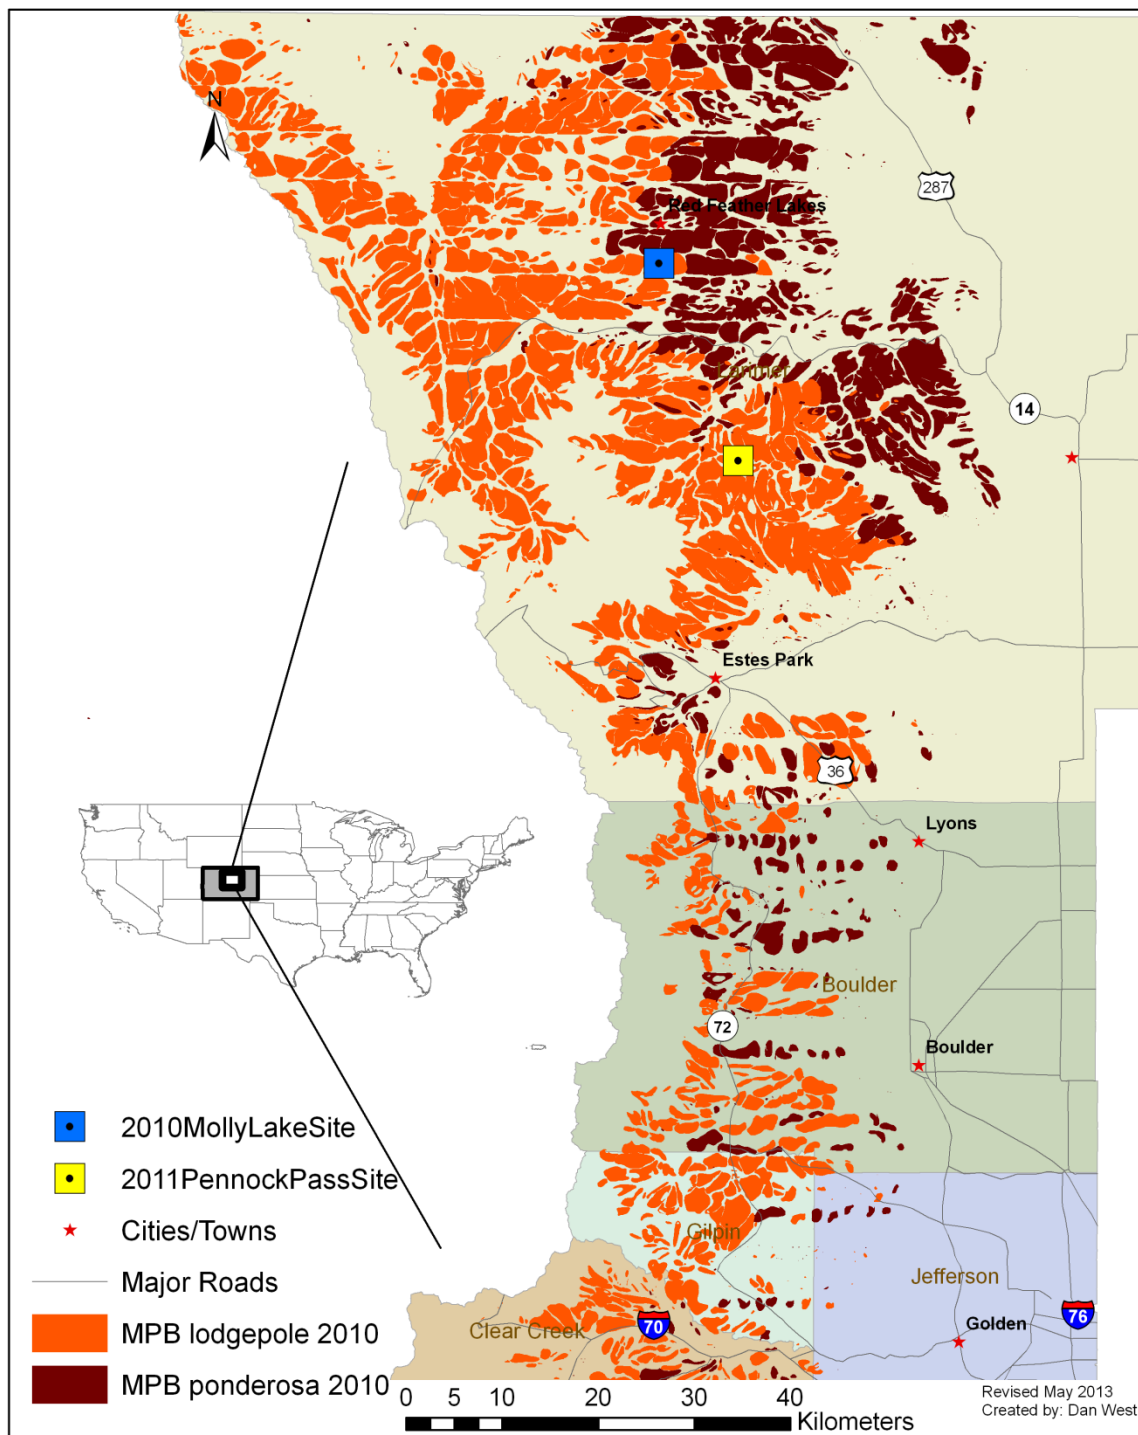 N
287
Red Feather Lakes
Larimer
14
Estes Park
36
Lyons
Boulder
72
Boulder
2010MollyLakeSite
2011PennockPassSite
Cities/Towns
Gilpin
Major Roads
Jefferson
MPB lodgepole 2010
Clear Creek
70
Golden
76
MPB ponderosa 2010
0 5 10 20 30 40
Kilometers
Revised May 2013
Created by: Dan West